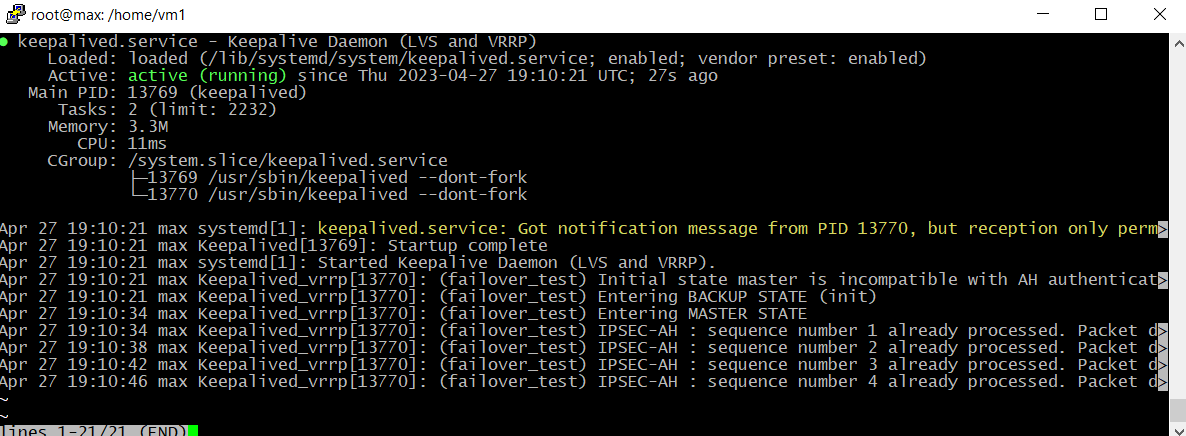 root@max: /home/vm1
● keepalived.service - Keepalive Daemon (LVS and VRRP)
Loaded: loaded (/lib/systemd/system/keepalived.service; enabled; vendor preset: enabled)
Active: active (running) since Thu 2023-04-27 19:10:21 UTC; 27s ago
Main PID: 13769 (keepalived)
Tasks: 2 (limit: 2232)
Memory: 3.3M
CPU: 11ms
CGroup: /system.slice/keepalived.service
├─13769 /usr/sbin/keepalived --dont-fork
└─13770 /usr/sbin/keepalived --dont-fork
Apr 27 19:10:21 max systemd[1]: keepalived.service: Got notification message from PID 13770, but reception only perm>
Apr 27 19:10:21 max Keepalived[13769]: Startup complete
Apr 27 19:10:21 max systemd[1]: Started Keepalive Daemon (LVS and VRRP).
Apr 27 19:10:21 max Keepalived_vrrp[13770]: (failover_test) Initial state master is incompatible with AH authenticat>
Apr 27 19:10:21 max Keepalived_vrrp[13770]: (failover_test) Entering BACKUP STATE (init)
Apr 27 19:10:34 max Keepalived_vrrp[13770]: (failover_test) Entering MASTER STATE
Apr 27 19:10:34 max Keepalived_vrrp[13770]: (failover_test) IPSEC-AH : sequence number 1 already processed. Packet d>
Apr 27 19:10:38 max Keepalived_vrrp[13770]: (failover_test) IPSEC-AH : sequence number 2 already processed. Packet d>
Apr 27 19:10:42 max Keepalived_vrrp[13770]: (failover_test) IPSEC-AH : sequence number 3 already processed. Packet d>
Apr 27 19:10:46 max Keepalived_vrrp[13770]: (failover_test) IPSEC-AH : sequence number 4 already processed. Packet d>
~
~
lines 1-21/21 (END)